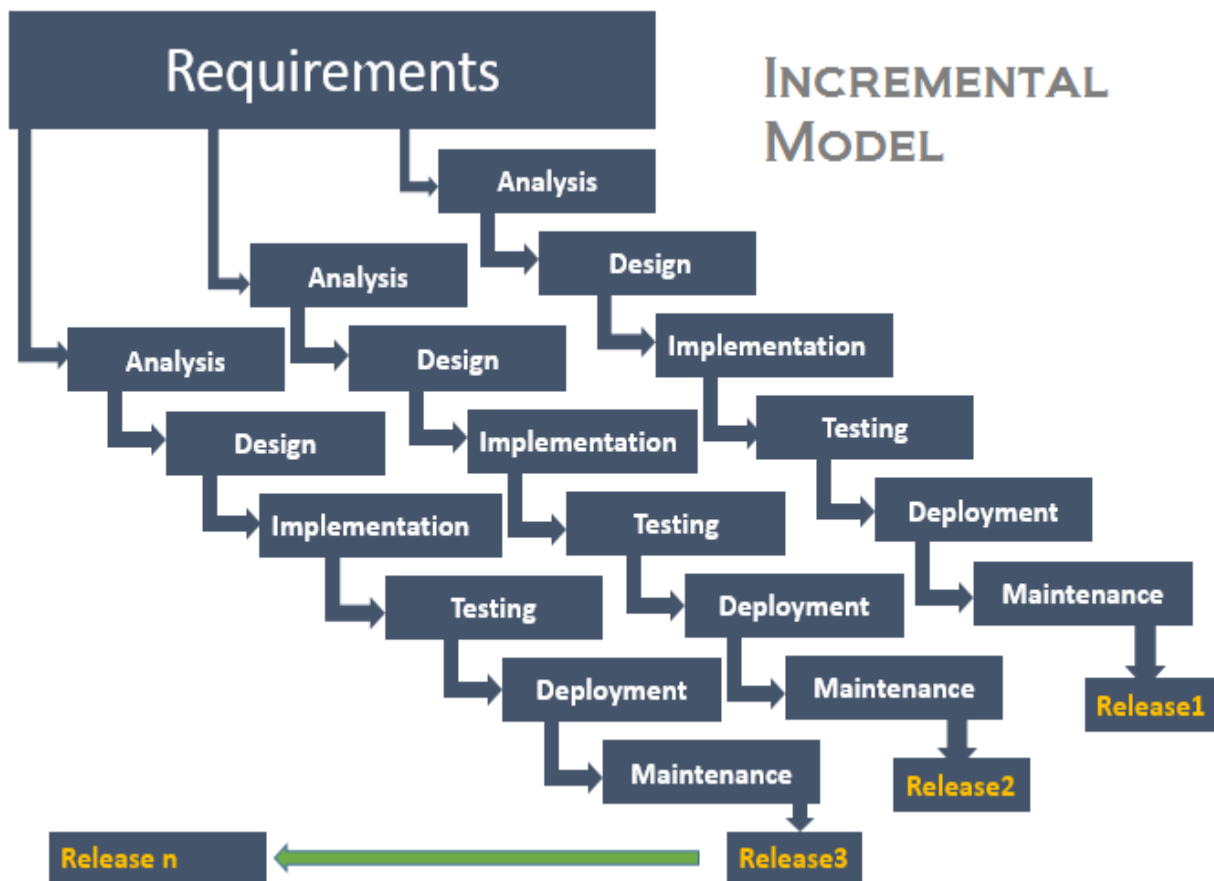 Requirements
INCREMENTAL
MODEL
Analysis
Design
Analysis
Implementation
Analysis
Design
Testing
Design
Implementation
Deployment
Implementation
Testing
Maintenance
Testing
Deployment
Deployment
Maintenance
Release1
Maintenance
Release2
Release n
Release3